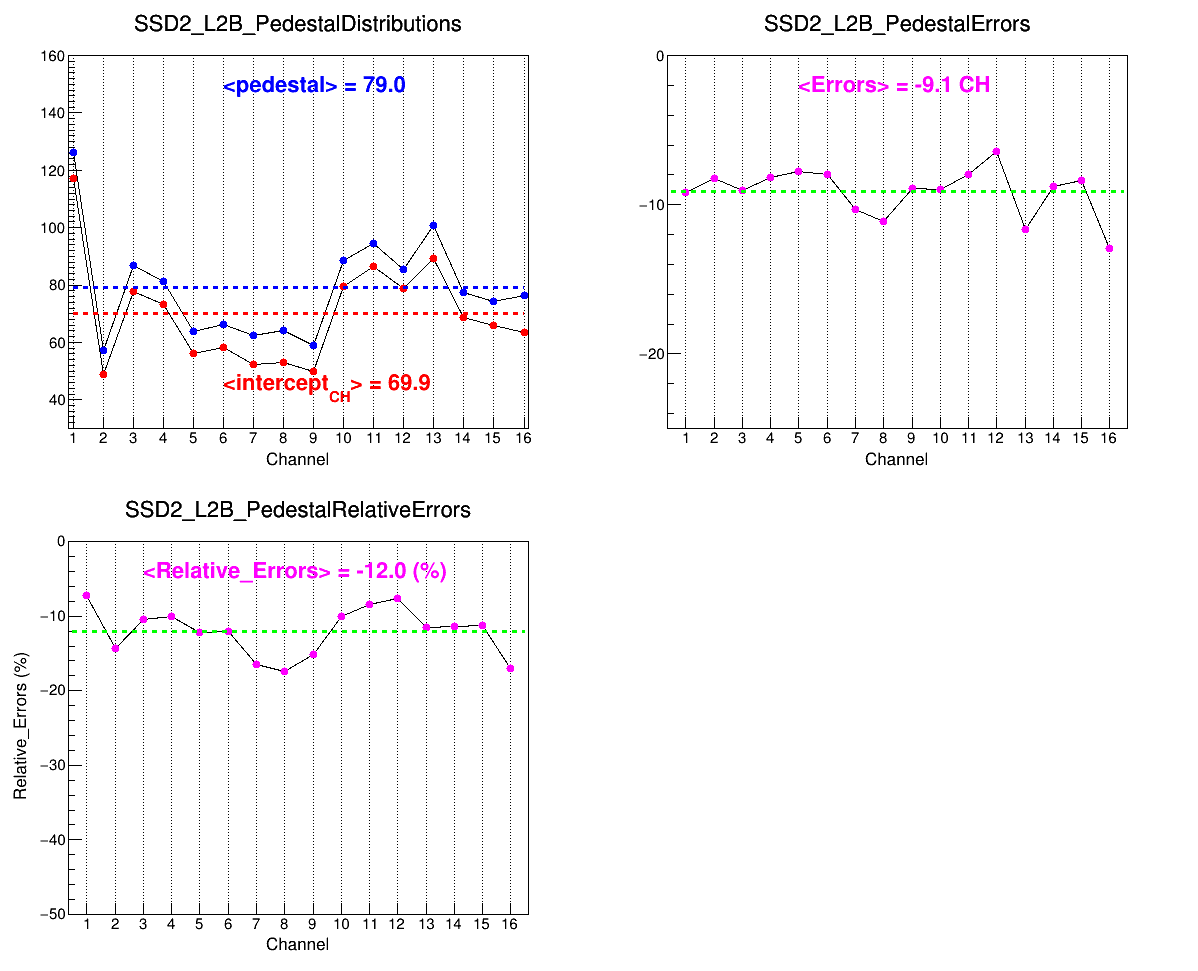 SSD2_L2B_PedestalDistributions
160
140
120
100
80
60
40
<pedestal> = 79.0
<intercept_CH> = 69.9
1 2 3 4 5 6 7 8 9 10 11 12 13 14 15 16
Channel
SSD2_L2B_PedestalErrors
0
−10
−20
<Errors> = -9.1 CH
1 2 3 4 5 6 7 8 9 10 11 12 13 14 15 16
Channel
SSD2_L2B_PedestalRelativeErrors
Relative_Errors (%)
0
−10
−20
−30
−40
−50
<Relative_Errors> = -12.0 (%)
1 2 3 4 5 6 7 8 9 10 11 12 13 14 15 16
Channel